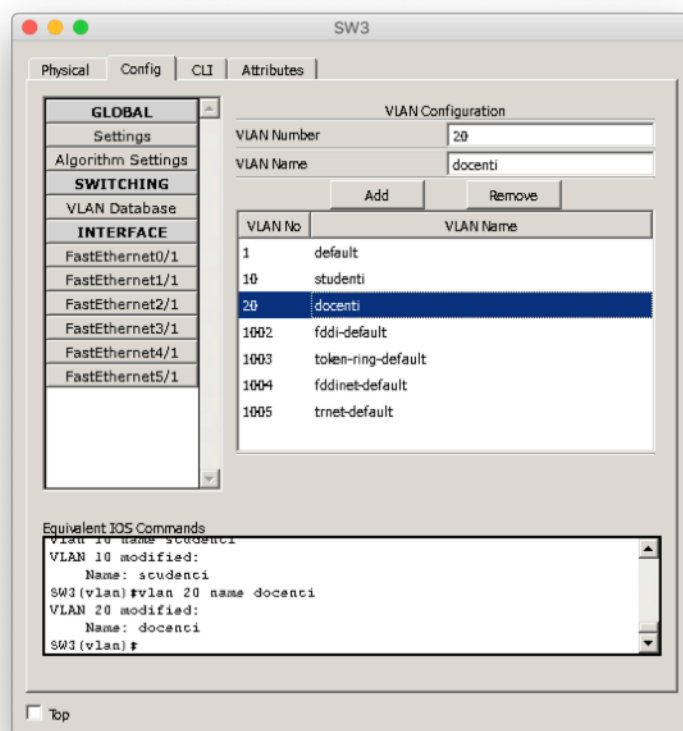 SW3
Physical Config CLI Attributes
GLOBAL
Settings
Algorithm Settings
SWITCHING
VLAN Database
INTERFACE
FastEthernet0/1
FastEthernet1/1
FastEthernet2/1
FastEthernet3/1
FastEthernet4/1
FastEthernet5/1
VLAN Configuration
VLAN Number 20
VLAN Name docenti
Add Remove
VLAN No VLAN Name
1 default
10 studenti
20 docenti
1002 fddi-default
1003 token-ring-default
1004 fddinet-default
1005 trnet-default
Equivalent IOS Commands
vlan 10 name studenti
VLAN 10 modified:
Name: studenti
SW3(vlan)#vlan 20 name docenti
VLAN 20 modified:
Name: docenti
SW3(vlan)#
Top